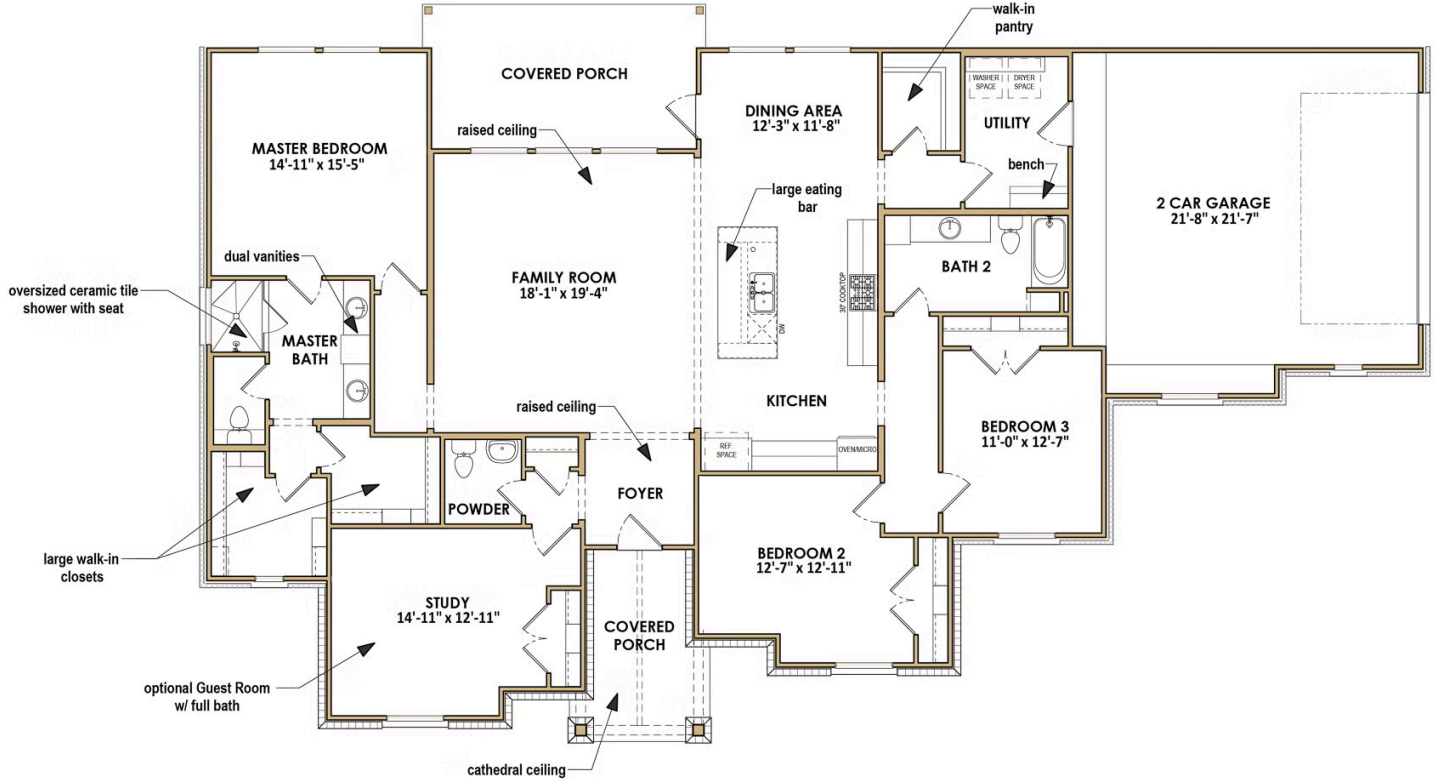 walk-in
pantry
COVERED PORCH
WASHER
SPACE
DRYER
SPACE
DINING AREA
12'-3" x 11'-8"
UTILITY
raised ceiling
MASTER BEDROOM
14'-11" x 15'-5"
bench
large eating
bar
2 CAR GARAGE
21'-8" x 21'-7"
dual vanities
BATH 2
FAMILY ROOM
18'-1" x 19'-4"
oversized ceramic tile
shower with seat
30" COOKTOP
DW
MASTER
BATH
KITCHEN
raised ceiling
BEDROOM 3
11'-0" x 12'-7"
REF
SPACE
OVEN/MICRO
FOYER
POWDER
large walk-in
closets
BEDROOM 2
12'-7" x 12'-11"
STUDY
14'-11" x 12'-11"
COVERED
PORCH
optional Guest Room
w/ full bath
cathedral ceiling